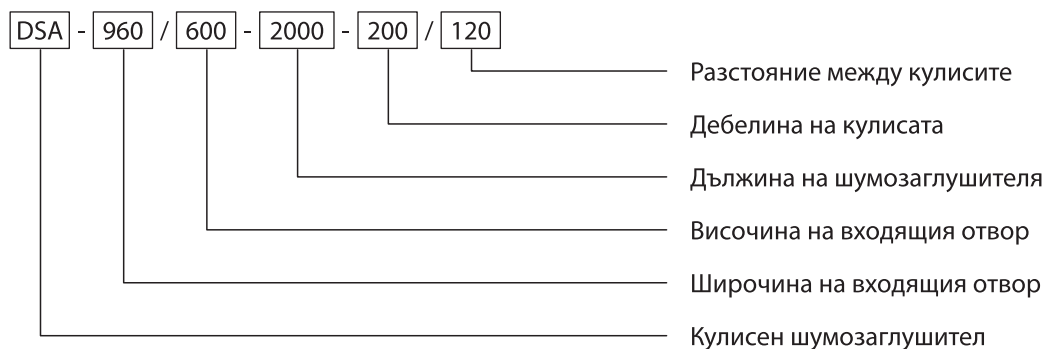 DSA - 960 / 600 - 2000 - 200 / 120
Разстояние между кулисите
Дебелина на кулисата
Дължина на шумозаглушителя
Височина на входящия отвор
Широчина на входящия отвор
Кулисен шумозаглушител